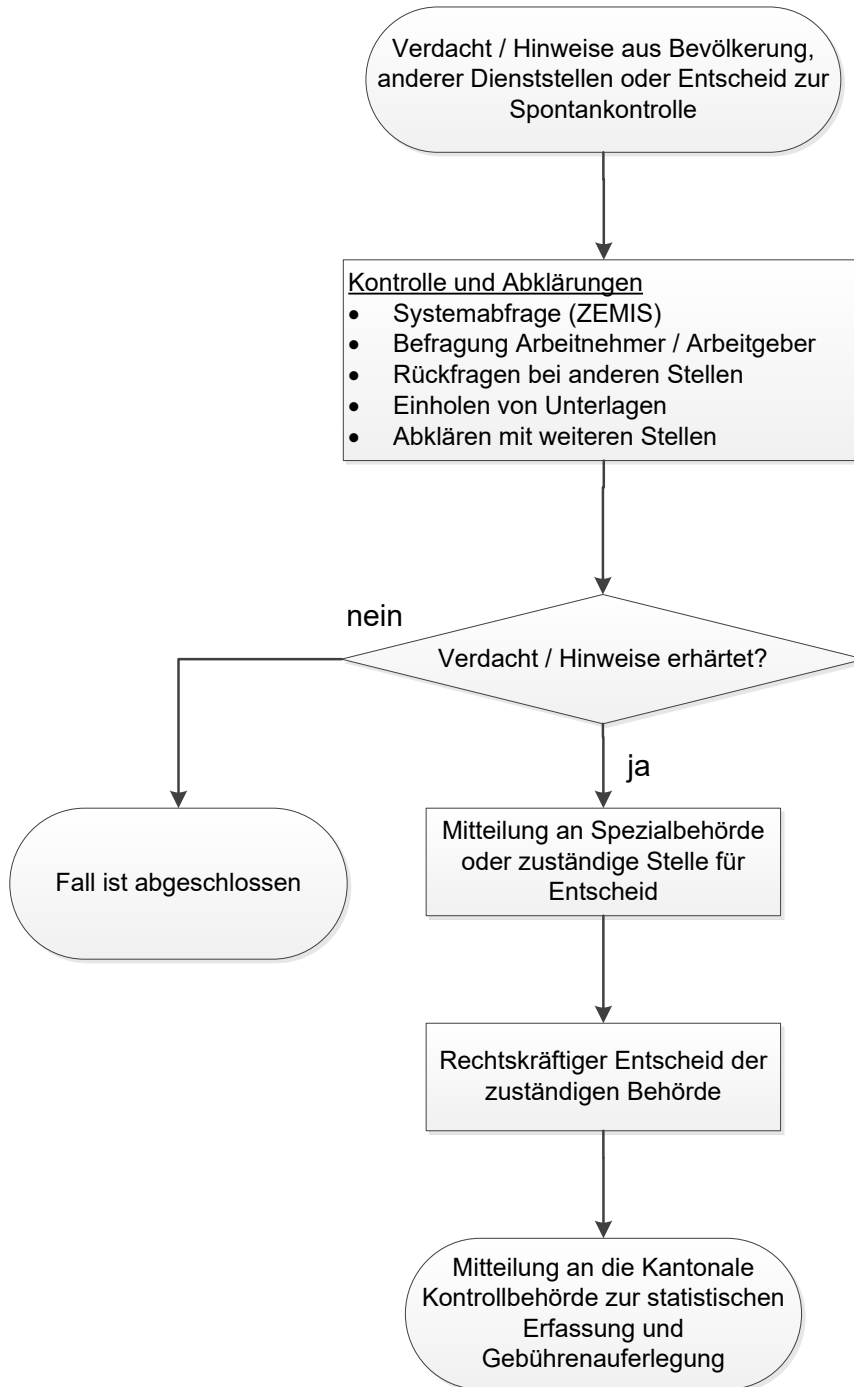 Verdacht / Hinweise aus Bevölkerung,
anderer Dienststellen oder Entscheid zur
Spontankontrolle
Kontrolle und Abklärungen
• Systemabfrage (ZEMIS)
• Befragung Arbeitnehmer / Arbeitgeber
• Rückfragen bei anderen Stellen
• Einholen von Unterlagen
• Abklären mit weiteren Stellen
nein
Verdacht / Hinweise erhärtet?
ja
Mitteilung an Spezialbehörde
oder zuständige Stelle für
Entscheid
Fall ist abgeschlossen
Rechtskräftiger Entscheid der
zuständigen Behörde
Mitteilung an die Kantonale
Kontrollbehörde zur statistischen
Erfassung und
Gebührenauferlegung